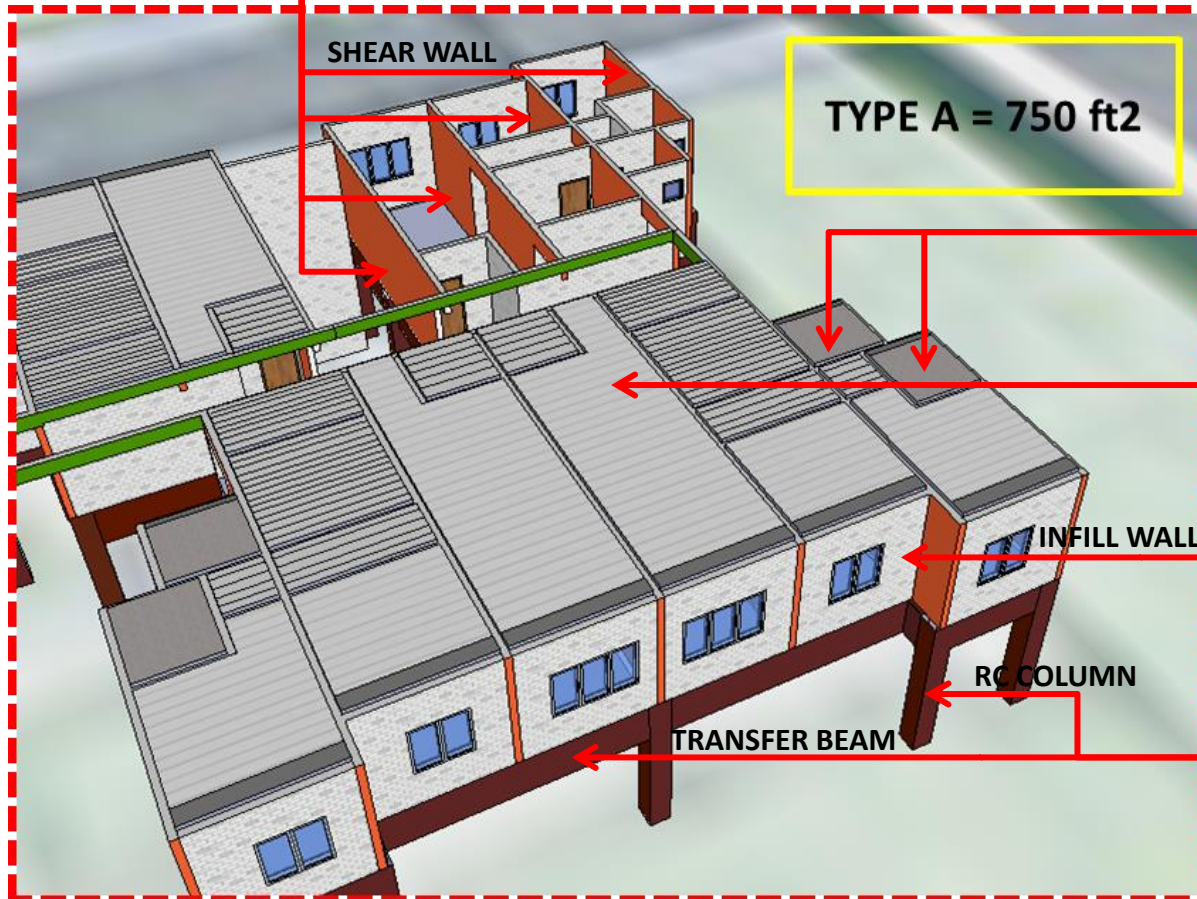 SHEAR WALL
TYPE A = 750 ft2
INFILL WALL
RC COLUMN
TRANSFER BEAM